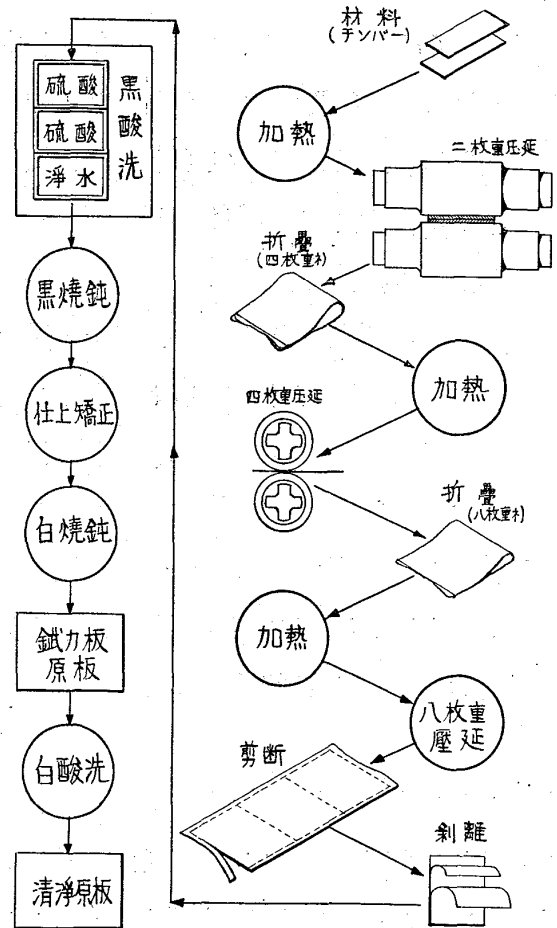 材料
(テンバー)
加熱
二枚重圧延
折疊
(四枚重ネ)
加熱
四枚重圧延
折疊
(八枚重ネ)
加熱
八枚重
壓延
剪断
剝離
黒酸洗
硫酸
硫酸
淨水
黒燒鈍
仕上矯正
白燒鈍
鉽力板
原板
白酸洗
清淨原板